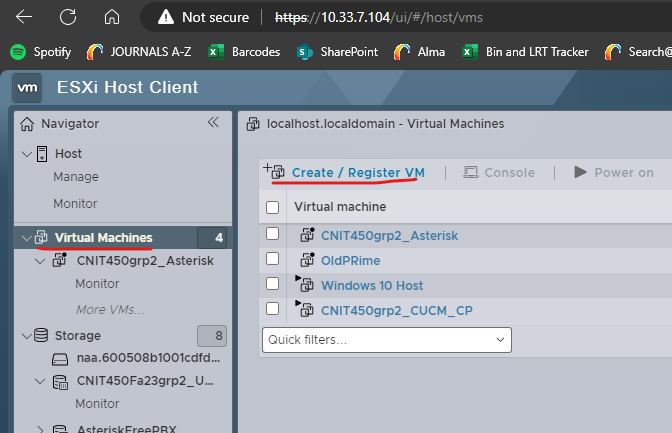 Not secure https://10.33.7.104/ui/#/host/vms
Spotify JOURNALS A-Z Barcodes SharePoint Alma Bin and LRT Tracker Search@
vm ESXi Host Client
Navigator
localhost.localdomain - Virtual Machines
Host
Manage
Monitor
Create / Register VM Console Power on
Virtual machine
Virtual Machines 4
CNIT450grp2_Asterisk
Monitor
More VMs...
CNIT450grp2_Asterisk
OldPRime
Windows 10 Host
CNIT450grp2_CUCM_CP
Quick filters...
Storage 8
naa.600508b1001cdfd...
CNIT450Fa23grp2_U...
Monitor
AsteriskFreePBX